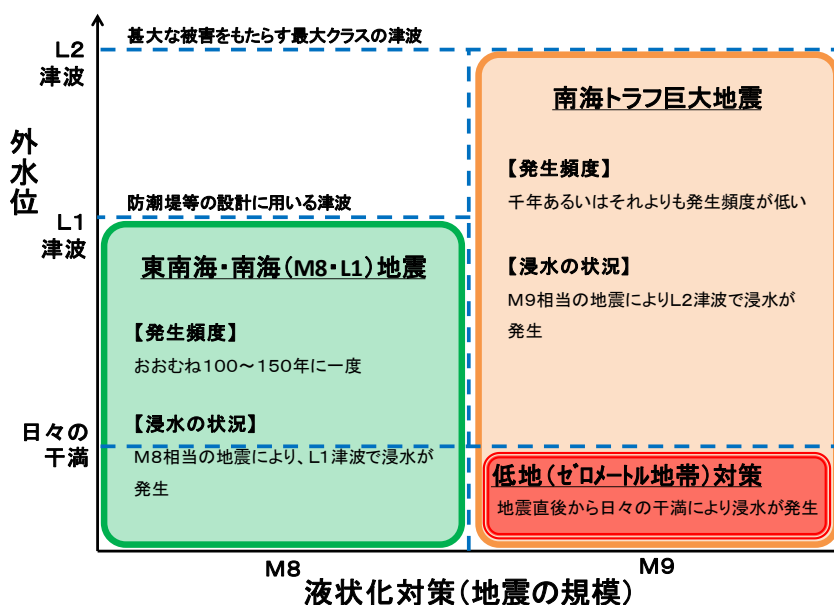 甚大な被害をもたらす最大クラスの津波
L2
津波
外水位
防潮堤等の設計に用いる津波
L1
津波
日々の
干満
東南海・南海(M8・L1)地震
【発生頻度】
おおむね100～150年に一度
【浸水の状況】
M8相当の地震により、L1津波で浸水が
発生
南海トラフ巨大地震
【発生頻度】
千年あるいはそれよりも発生頻度が低い
【浸水の状況】
M9相当の地震によりL2津波で浸水が
発生
低地(ｾﾞﾛﾒｰﾄﾙ地帯)対策
地震直後から日々の干満により浸水が発生
M8
M9
液状化対策(地震の規模)